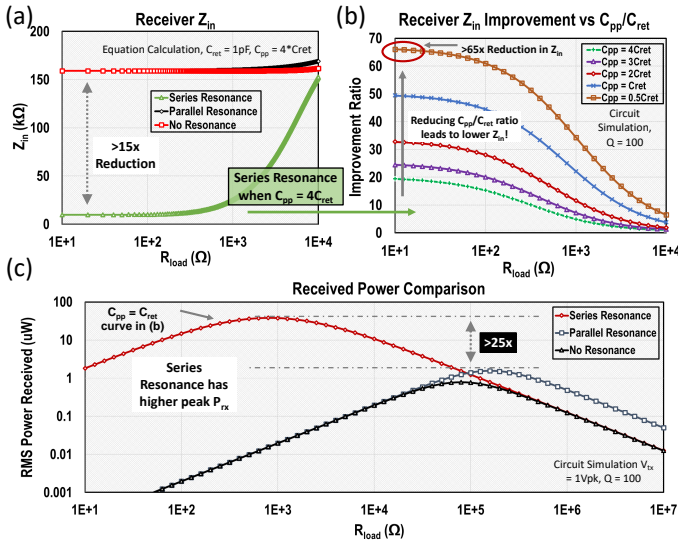 (a)
Receiver Zin
Equation Calculation, Cret = 1pF, Cpp = 4*Cret
200
150
100
50
0
Zin (kΩ)
Series Resonance
Parallel Resonance
No Resonance
>15x
Reduction
Series Resonance
when Cpp = 4Cret
1E+1
1E+2
1E+3
1E+4
Rload (Ω)
(b)
Receiver Zin Improvement vs Cpp/Cret
70
60
50
40
30
20
10
0
Improvement Ratio
>65x Reduction in Zin
Cpp = 4Cret
Cpp = 3Cret
Cpp = 2Cret
Cpp = Cret
Cpp = 0.5Cret
Reducing Cpp/Cret ratio
leads to lower Zin!
Circuit
Simulation,
Q = 100
1E+1
1E+2
1E+3
1E+4
Rload (Ω)
(c)
Received Power Comparison
100
10
1
0.1
0.01
0.001
RMS Power Received (uW)
Cpp = Cret
curve in (b)
Series Resonance
Parallel Resonance
No Resonance
>25x
Series
Resonance has
higher peak Prx
Circuit Simulation Vtx
= 1Vpk, Q = 100
1E+1
1E+2
1E+3
1E+4
1E+5
1E+6
1E+7
Rload (Ω)